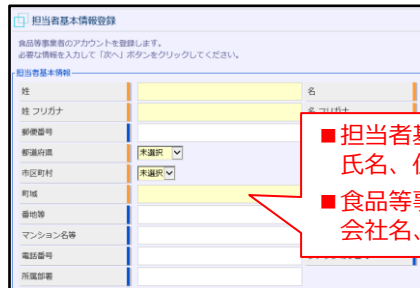 担当者基本情報登録
食品等事業者のアカウントを登録します。
必要な情報を入力して「次へ」ボタンをクリックしてください。
担当者基本情報
姓 名
姓 フリガナ 名 フリガナ
郵便番号
都道府県 未選択
市区町村 未選択
町域
番地等
マンション名等
電話番号
所属部署
■担当者
氏名、
■食品等
会社名、